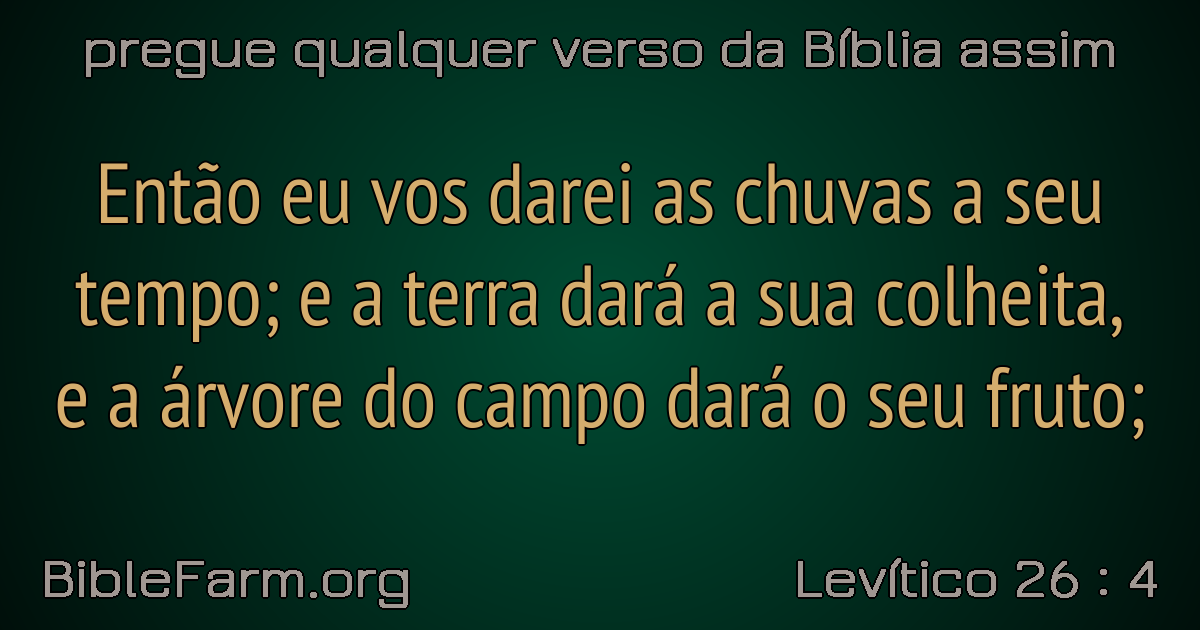 pregue qualquer verso da Bíblia assim
Então eu vos darei as chuvas a seu
tempo; e a terra dará a sua colheita,
e a árvore do campo dará o seu fruto;
BibleFarm.org
Levítico 26 : 4